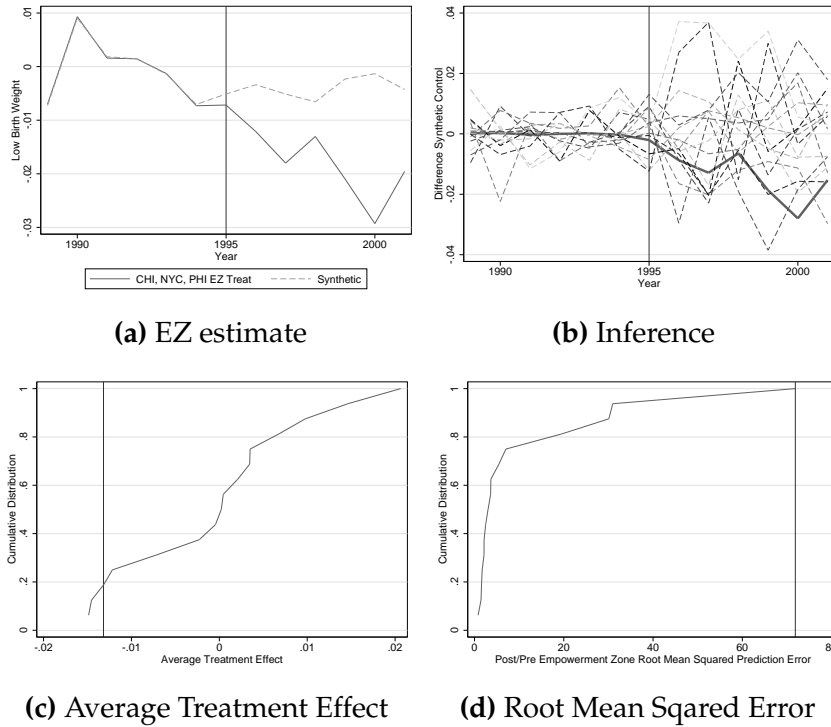 .01
0
-.01
-.02
-.03
Low Birth Weight
1990
1995
2000
Year
CHI, NYC, PHI EZ Treat
Synthetic
(a) EZ estimate
.04
.02
0
-.02
-.04
Difference Synthetic Control
1990
1995
2000
Year
(b) Inference
1
.8
.6
.4
.2
0
Cumulative Distribution
-.02
-.01
0
.01
.02
Average Treatment Effect
(c) Average Treatment Effect
1
.8
.6
.4
.2
0
Cumulative Distribution
0
20
40
60
80
Post/Pre Empowerment Zone Root Mean Squared Prediction Error
(d) Root Mean Sqared Error